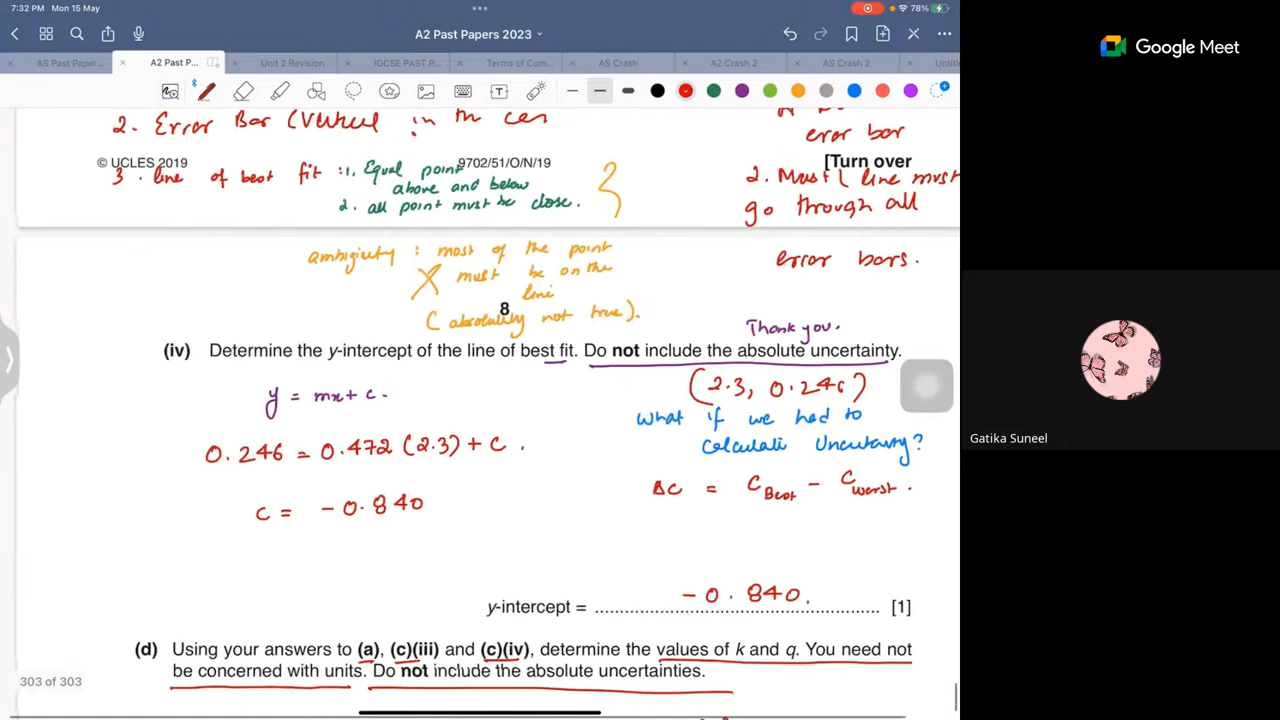 7:32 PM Mon 15 May
78%
A2 Past Papers 2023
AS Past Paper...
A2 Past P...
Unit 2 Revision
IGCSE PAST P...
Terms of Com...
AS Crash
A2 Crash 2
AS Crash 2
Untitl
2. Error Bar (Vertical in the
error bar
© UCLES 2019
9702/51/O/N/19
[Turn over
3. line of best fit : 1. Equal point
above and below
2. all point must be close.
2. Must line must
go through all
error bars.
ambiguity : most of the point
X must be on the
line
(absolutely not true).
8
Thank you.
(iv) Determine the y-intercept of the line of best fit. Do not include the absolute uncertainty.
(2.3, 0.246)
y = mx + c.
What if we had to
calculate Uncertainty?
0.246 = 0.472 (2.3) + c.
Δc = C Best - C worst.
c = -0.840
-0.840.
y-intercept = ................ [1]
(d) Using your answers to (a), (c)(iii) and (c)(iv), determine the values of k and q. You need not
be concerned with units. Do not include the absolute uncertainties.
303 of 303
Google Meet
Gatika Suneel